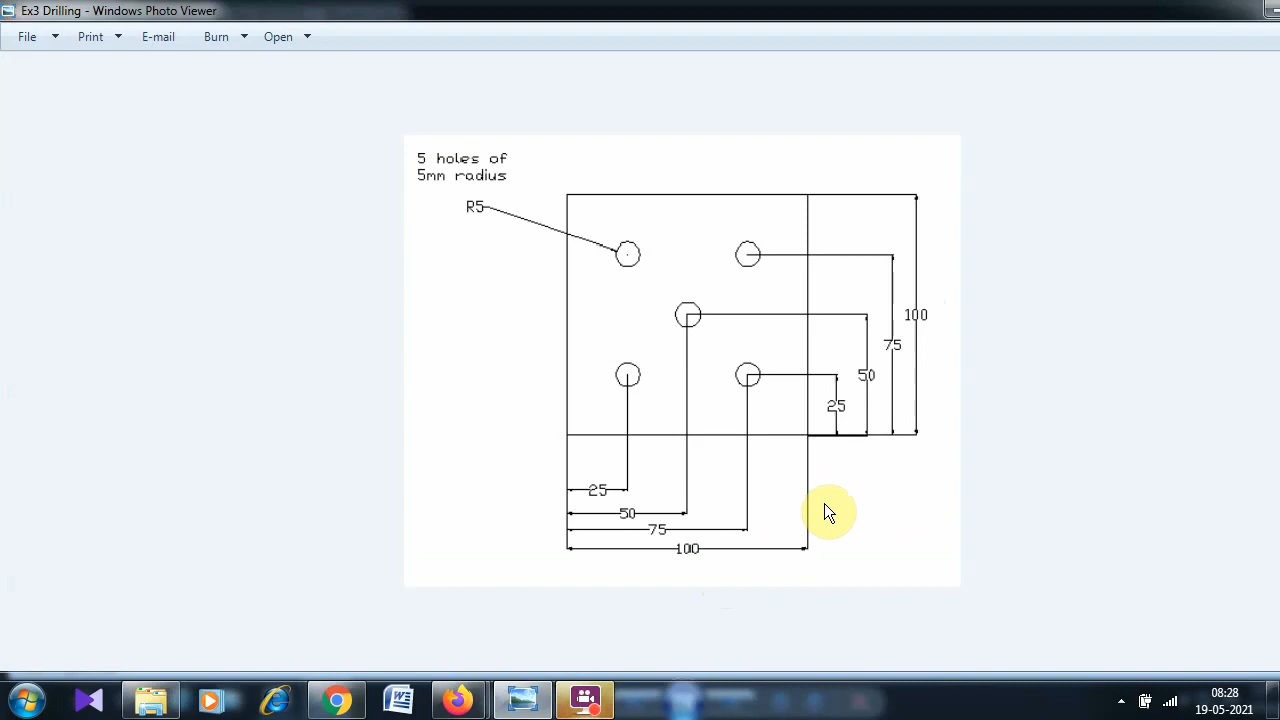 Ex3 Drilling - Windows Photo Viewer
File Print E-mail Burn Open
5 holes of
5mm radius
R5
100
75
50
25
25
50
75
100
08:28
19-05-2021